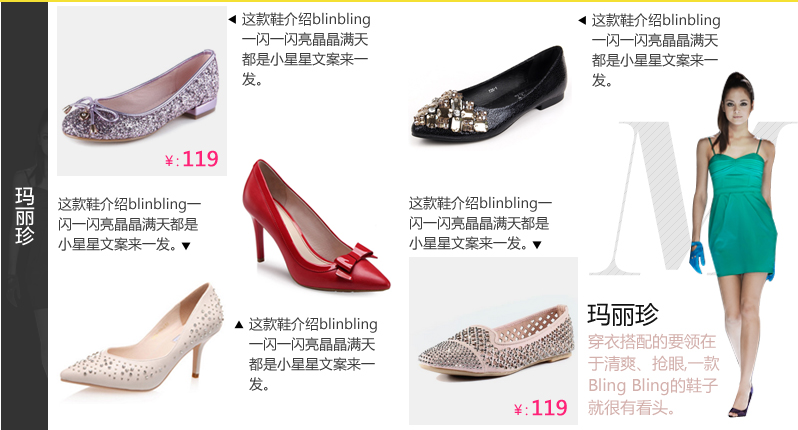 玛丽珍
◀ 这款鞋介绍blinbling
一闪一闪亮晶晶满天
都是小星星文案来一
发。
¥:119
这款鞋介绍blinbling一
闪一闪亮晶晶满天都是
小星星文案来一发。▼
▲ 这款鞋介绍blinbling
一闪一闪亮晶晶满天
都是小星星文案来一
发。
◀ 这款鞋介绍blinbling
一闪一闪亮晶晶满天
都是小星星文案来一
发。
这款鞋介绍blinbling一
闪一闪亮晶晶满天都是
小星星文案来一发。▼
¥:119
M
玛丽珍
穿衣搭配的要领在
于清爽、抢眼,一款
Bling Bling的鞋子
就很有看头。